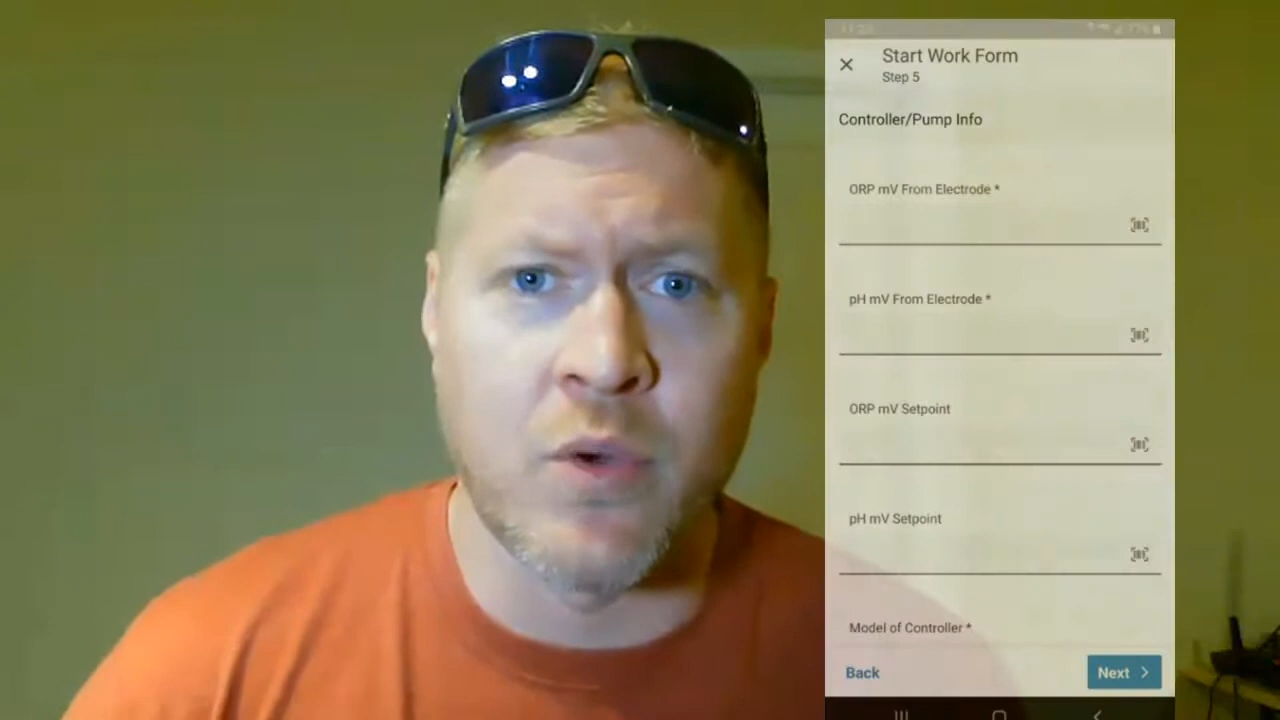 Start Work Form
Step 5
Controller/Pump Info
ORP mV From Electrode *
pH mV From Electrode *
ORP mV Setpoint
pH mV Setpoint
Model of Controller *
Back
Next